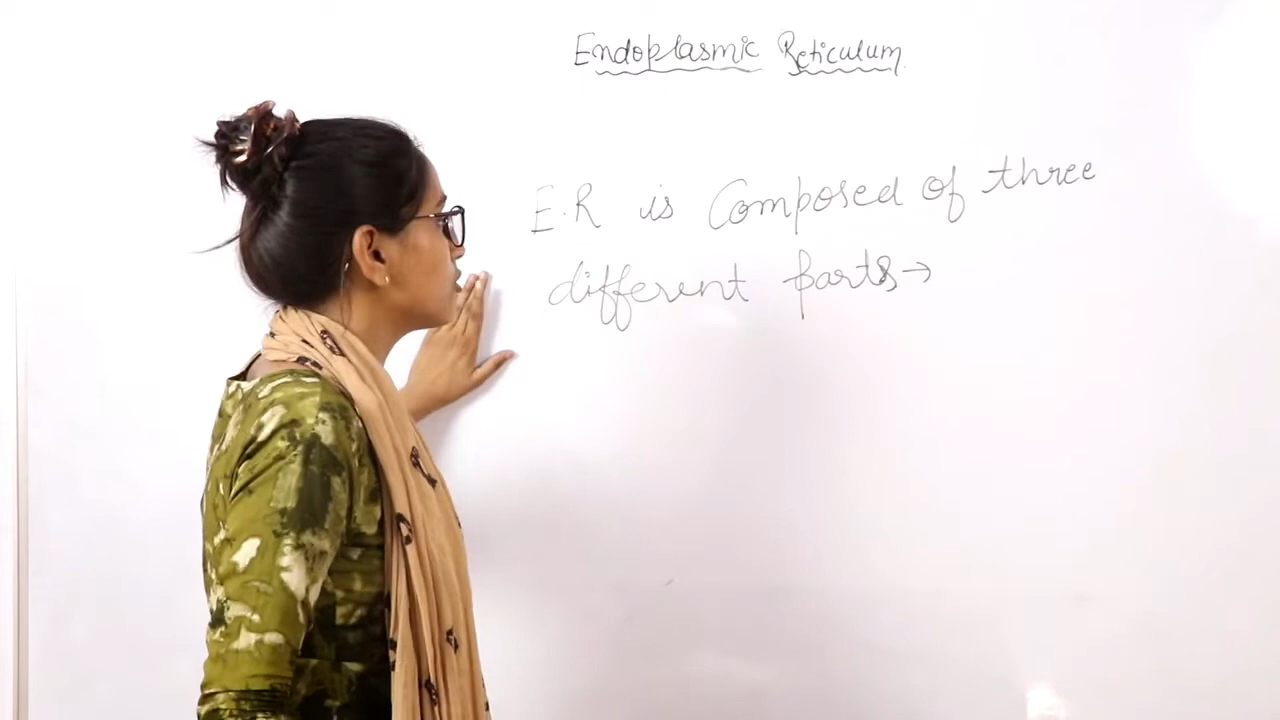 Endoplasmic Reticulum
E.R is Composed of three
different parts→